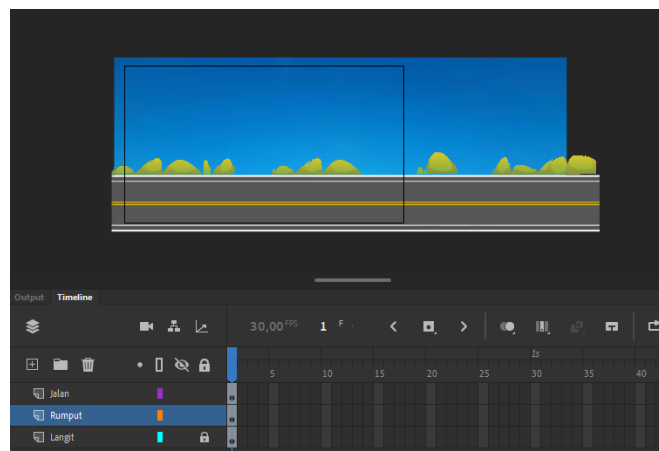 Output Timeline
30,00 FPS 1 F
1s
5 10 15 20 25 30 35 40
Jalan
Rumput
Langit